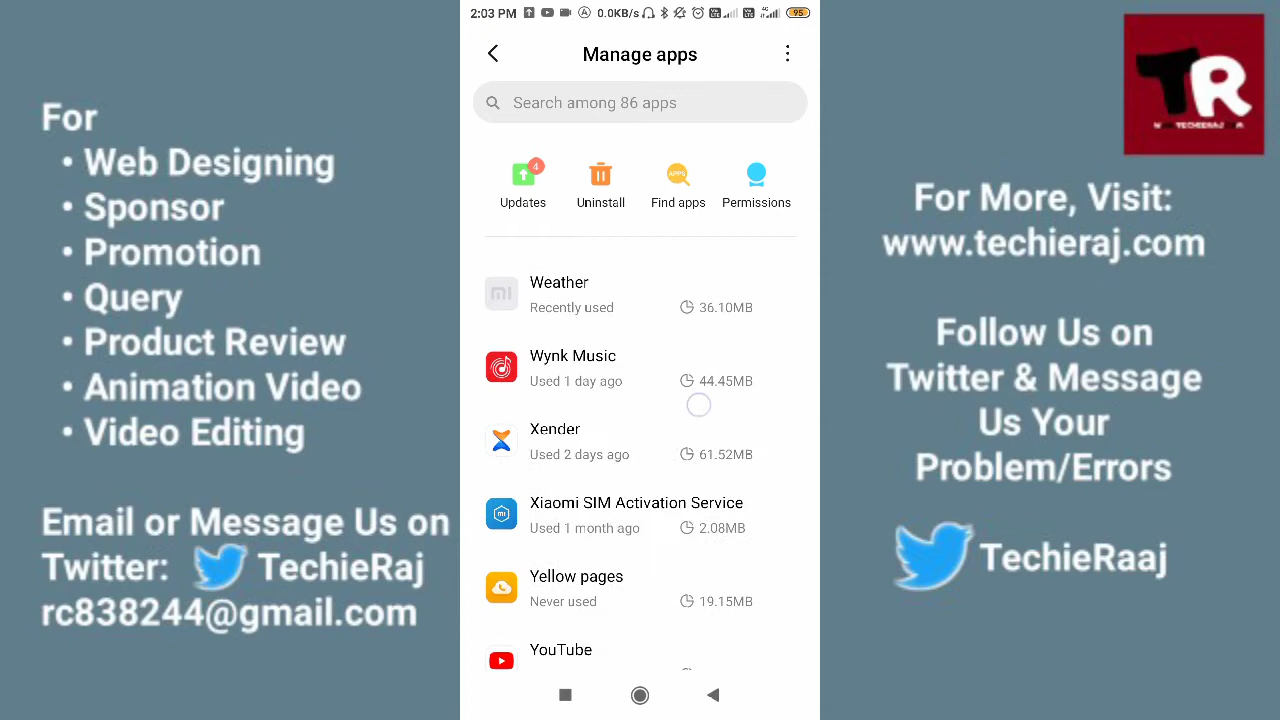 For
• Web Designing
• Sponsor
• Promotion
• Query
• Product Review
• Animation Video
• Video Editing
Email or Message Us on
Twitter: TechieRaj
rc838244@gmail.com
2:03 PM 0.0KB/s 4G 95
Manage apps
Search among 86 apps
4
APPS
Updates Uninstall Find apps Permissions
Weather
Recently used 36.10MB
Wynk Music
Used 1 day ago 44.45MB
Xender
Used 2 days ago 61.52MB
Xiaomi SIM Activation Service
Used 1 month ago 2.08MB
Yellow pages
Never used 19.15MB
YouTube
TR
For More, Visit:
www.techieraj.com
Follow Us on
Twitter & Message
Us Your
Problem/Errors
TechieRaaj